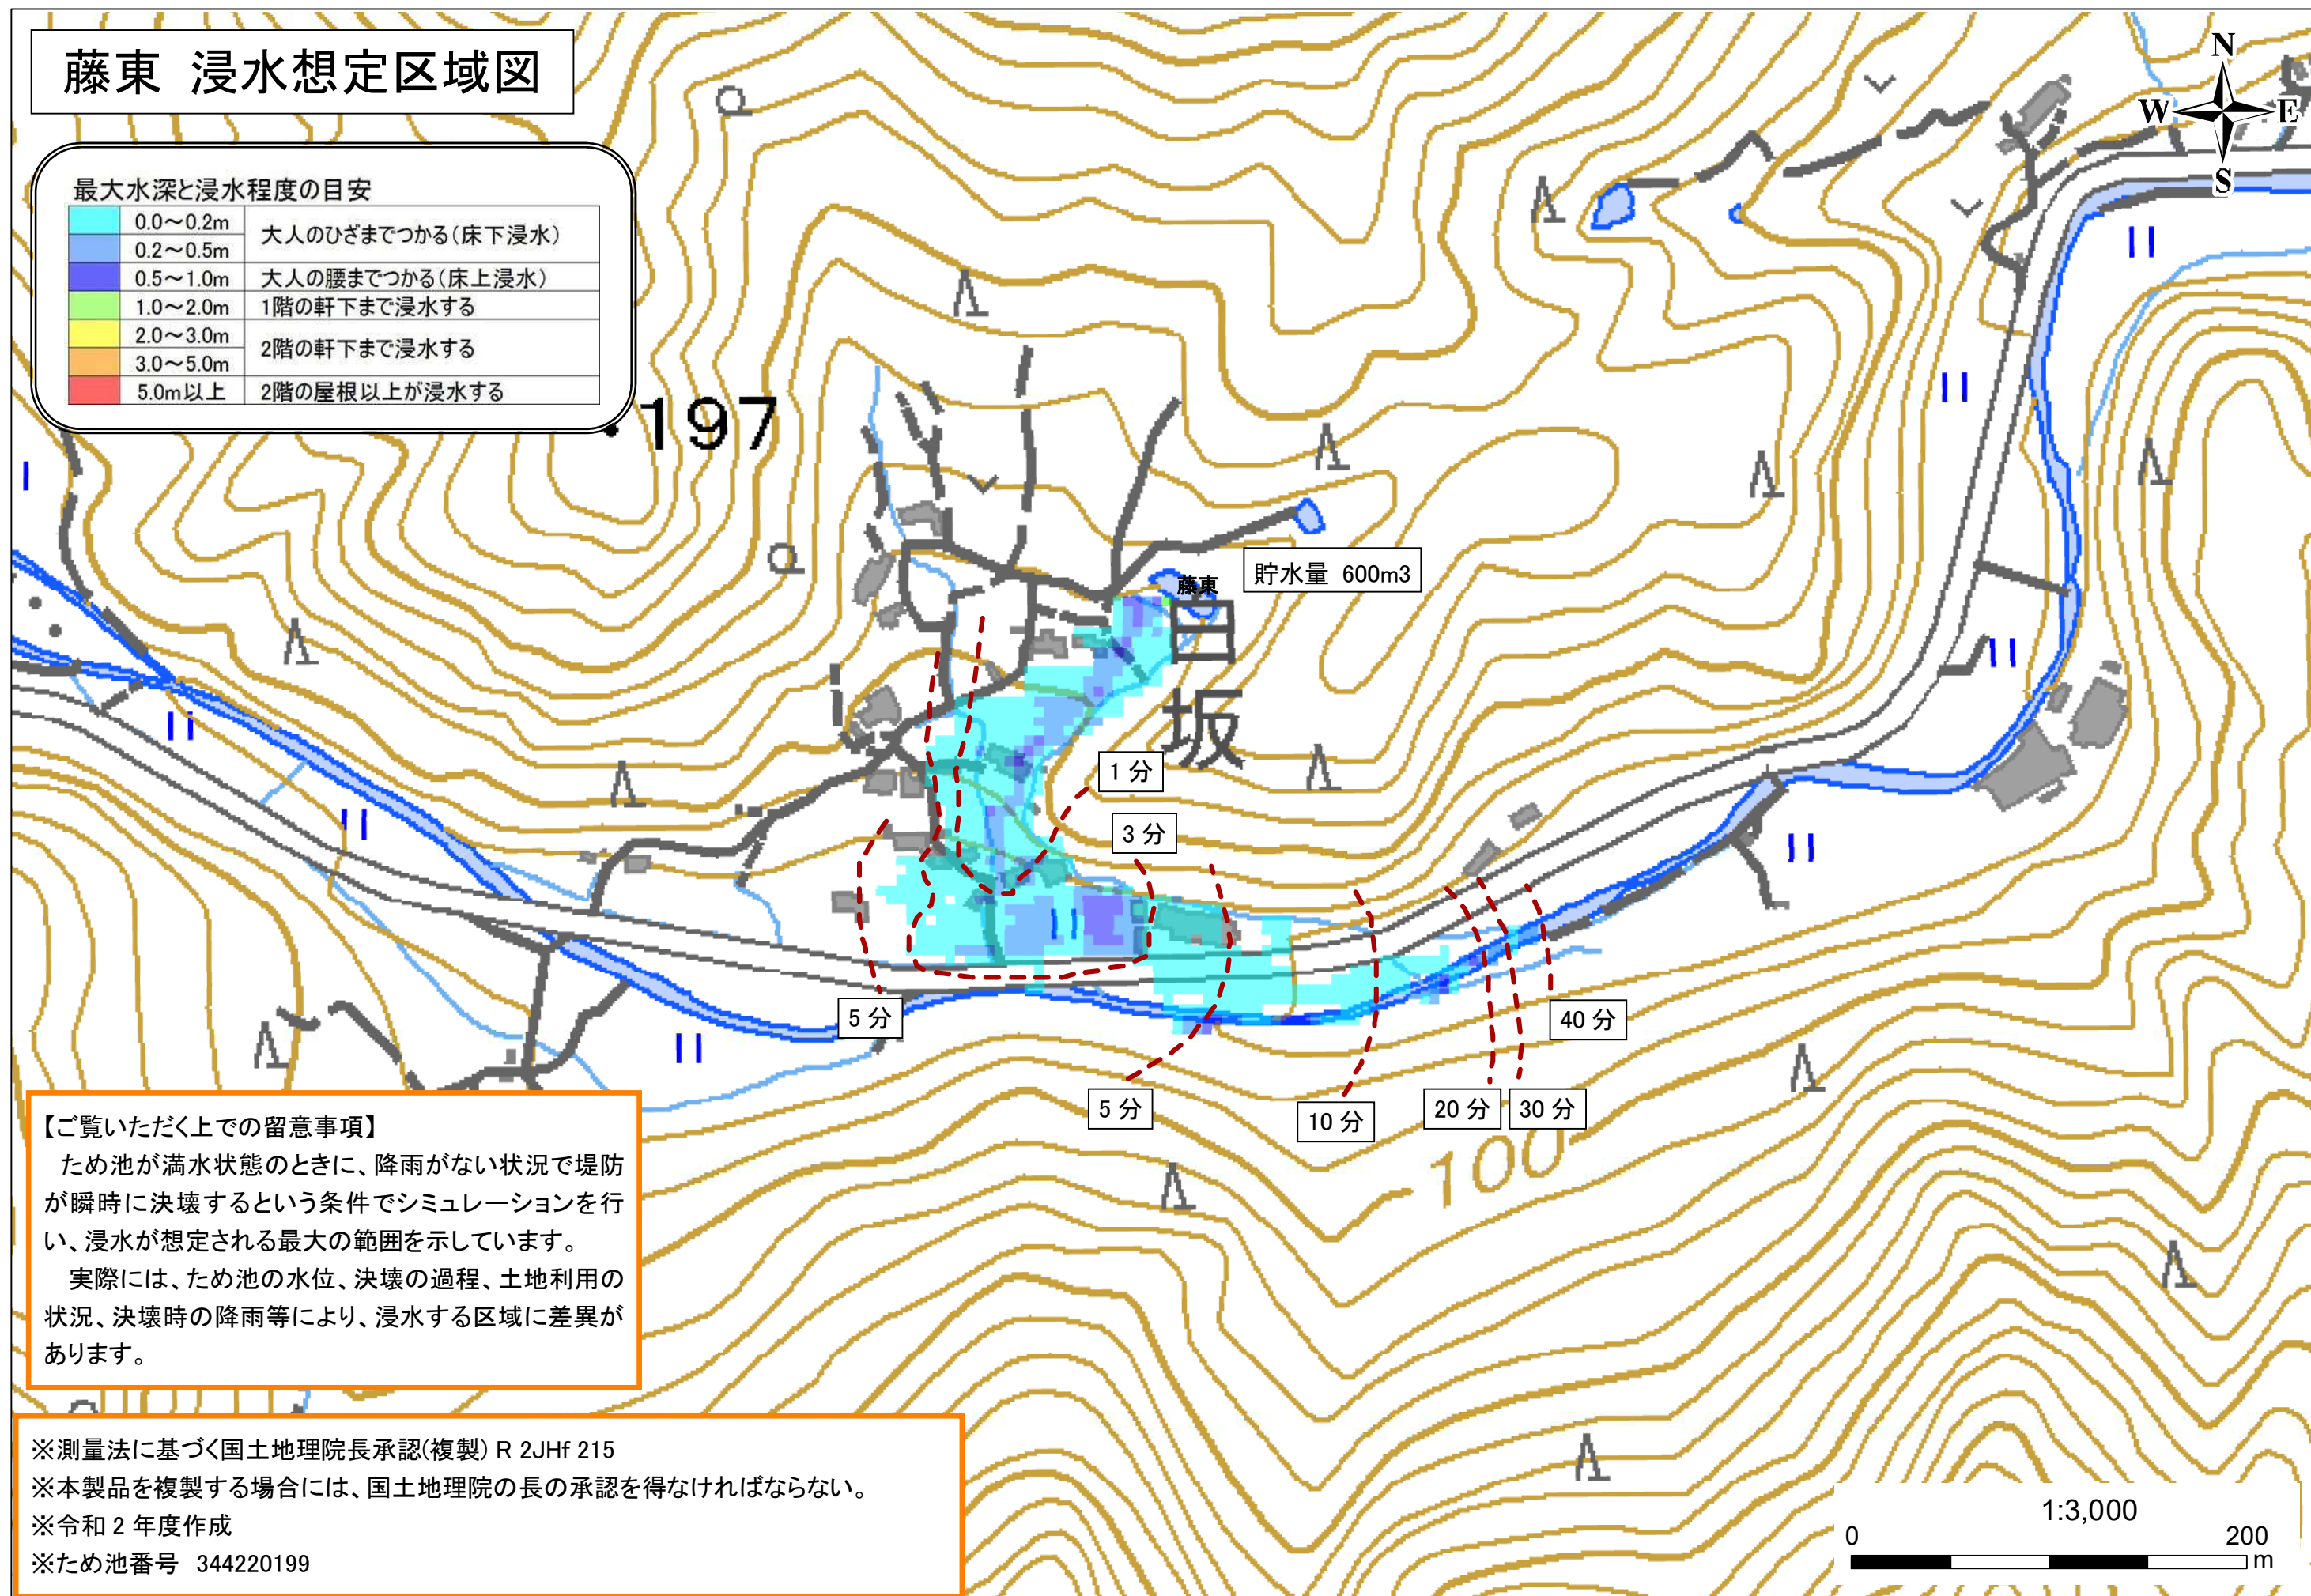 藤東 浸水想定区域図
N
W E
S
最大水深と浸水程度の目安
0.0～0.2m
大人のひざまでつかる(床下浸水)
0.2～0.5m
0.5～1.0m 大人の腰までつかる(床上浸水)
1.0～2.0m 1階の軒下まで浸水する
2.0～3.0m
2階の軒下まで浸水する
3.0～5.0m
5.0m以上 2階の屋根以上が浸水する
197
貯水量 600m3
藤東
日坂
1 分
3 分
5 分
40 分
5 分
10 分
20 分
30 分
100
【ご覧いただく上での留意事項】
ため池が満水状態のときに、降雨がない状況で堤防
が瞬時に決壊するという条件でシミュレーションを行
い、浸水が想定される最大の範囲を示しています。
実際には、ため池の水位、決壊の過程、土地利用の
状況、決壊時の降雨等により、浸水する区域に差異が
あります。
※測量法に基づく国土地理院長承認(複製) R 2JHf 215
※本製品を複製する場合には、国土地理院の長の承認を得なければならない。
※令和 2 年度作成
※ため池番号 344220199
1:3,000
0 200
m